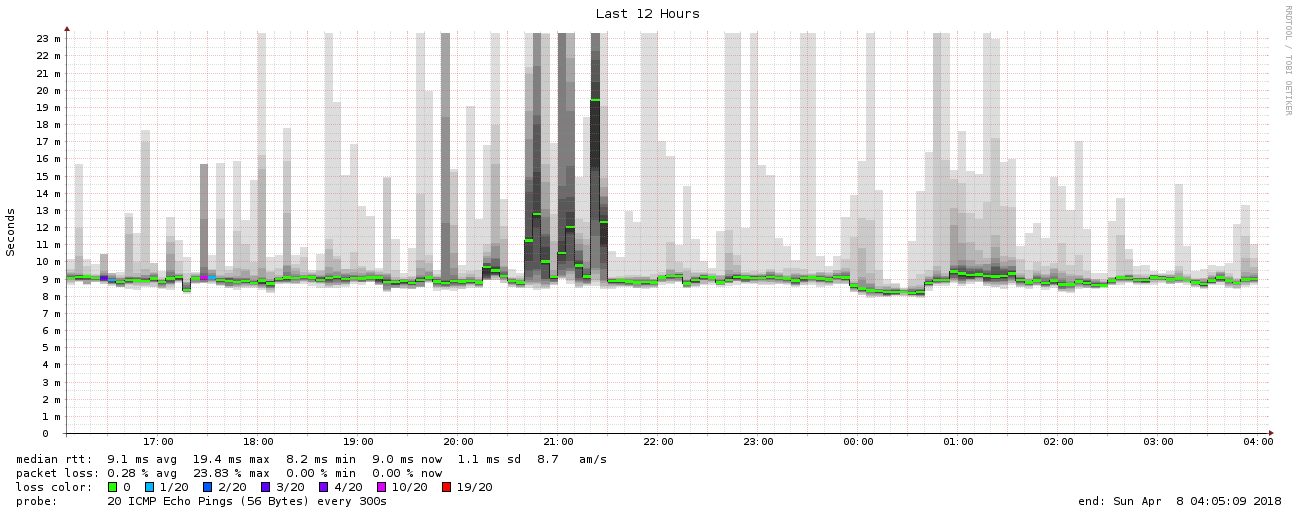 Last 12 Hours
RRDTOOL / TOBI OETIKER
Seconds
23 m
22 m
21 m
20 m
19 m
18 m
17 m
16 m
15 m
14 m
13 m
12 m
11 m
10 m
9 m
8 m
7 m
6 m
5 m
4 m
3 m
2 m
1 m
0
17:00 18:00 19:00 20:00 21:00 22:00 23:00 00:00 01:00 02:00 03:00 04:00
median rtt: 9.1 ms avg 19.4 ms max 8.2 ms min 9.0 ms now 1.1 ms sd 8.7 am/s
packet loss: 0.28 % avg 23.83 % max 0.00 % min 0.00 % now
loss color: 0 1/20 2/20 3/20 4/20 10/20 19/20
probe: 20 ICMP Echo Pings (56 Bytes) every 300s end: Sun Apr 8 04:05:09 2018